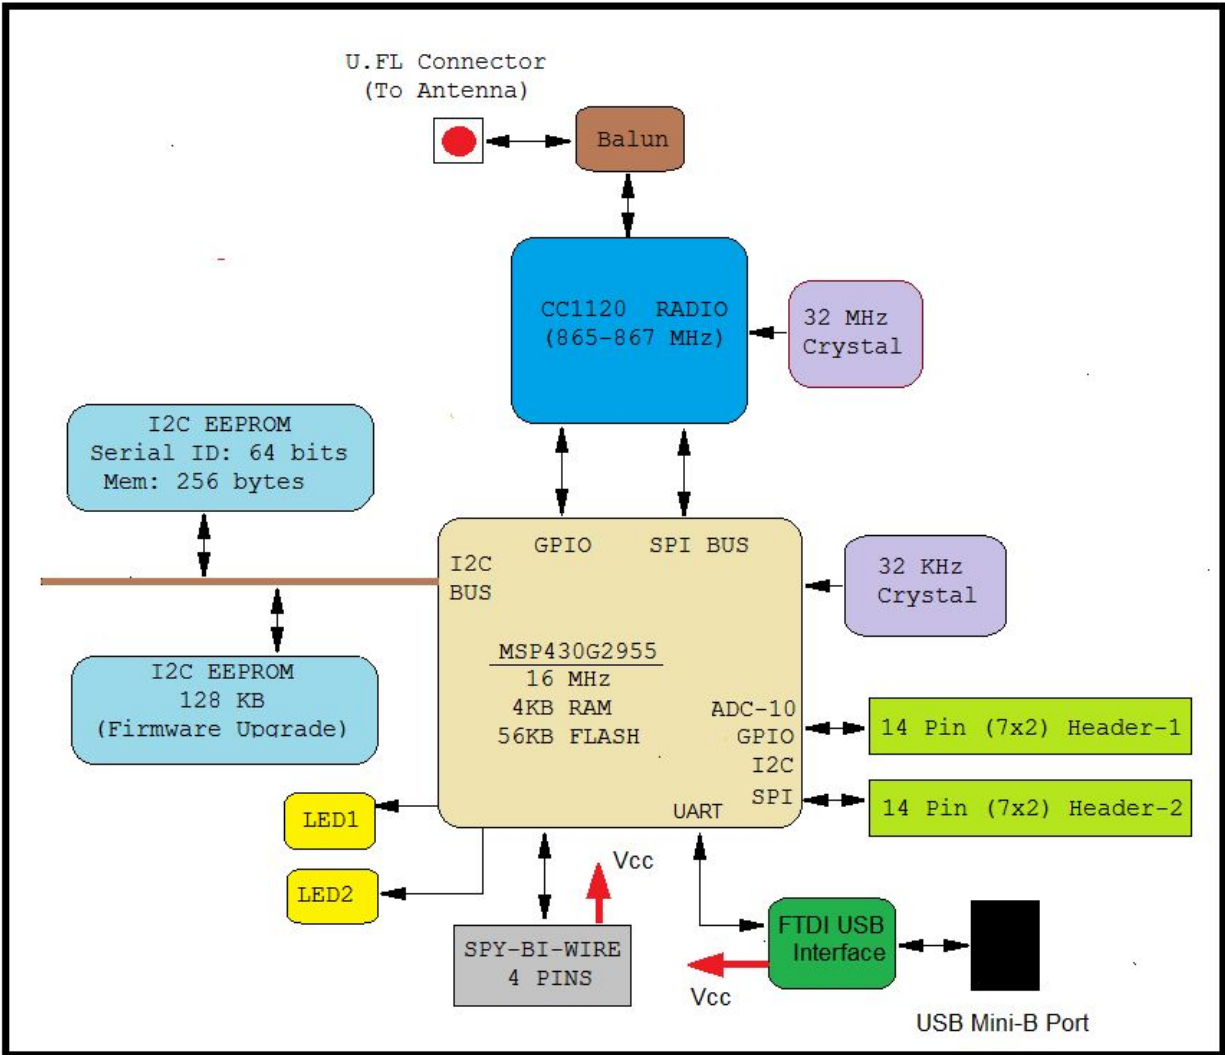 U.FL Connector
(To Antenna)
Balun
CC1120 RADIO
(865-867 MHz)
32 MHz
Crystal
I2C EEPROM
Serial ID: 64 bits
Mem: 256 bytes
GPIO
SPI BUS
I2C
BUS
32 KHz
Crystal
I2C EEPROM
128 KB
(Firmware Upgrade)
MSP430G2955
16 MHz
4KB RAM
56KB FLASH
ADC-10
GPIO
I2C
SPI
UART
14 Pin (7x2) Header-1
14 Pin (7x2) Header-2
LED1
LED2
Vcc
SPY-BI-WIRE
4 PINS
FTDI USB
Interface
Vcc
USB Mini-B Port